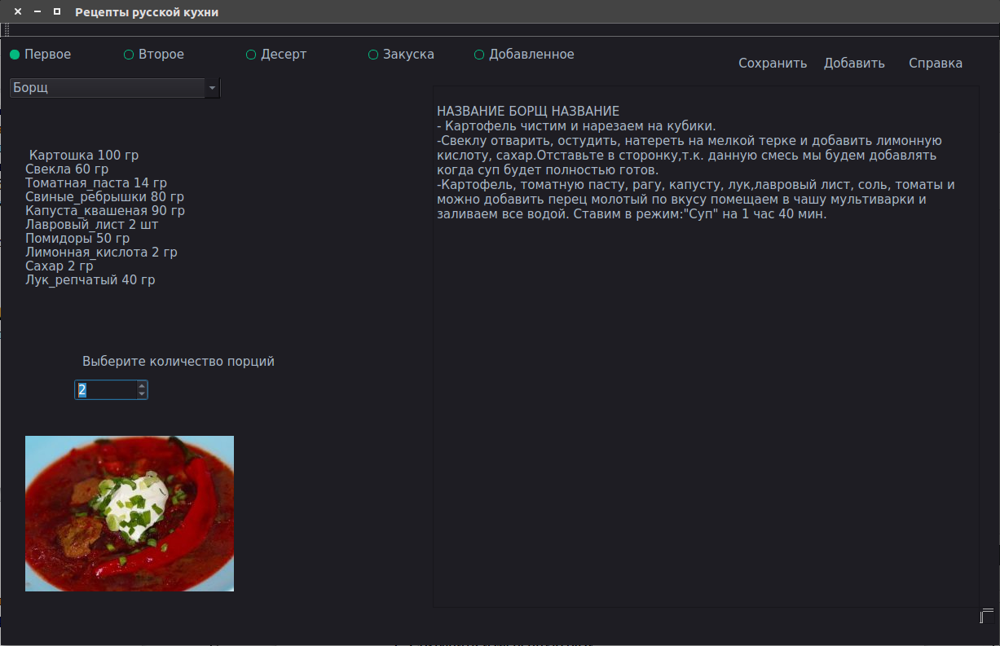 Рецепты русской кухни
Первое
Второе
Десерт
Закуска
Добавленное
Сохранить
Добавить
Справка
Борщ
Картошка 100 гр
Свекла 60 гр
Томатная_паста 14 гр
Свиные_ребрышки 80 гр
Капуста_квашеная 90 гр
Лавровый_лист 2 шт
Помидоры 50 гр
Лимонная_кислота 2 гр
Сахар 2 гр
Лук_репчатый 40 гр
Выберите количество порций
2
НАЗВАНИЕ БОРЩ НАЗВАНИЕ
- Картофель чистим и нарезаем на кубики.
-Свеклу отварить, остудить, натереть на мелкой терке и добавить лимонную
кислоту, сахар.Отставьте в сторонку,т.к. данную смесь мы будем добавлять
когда суп будет полностью готов.
-Картофель, томатную пасту, рагу, капусту, лук,лавровый лист, соль, томаты и
можно добавить перец молотый по вкусу помещаем в чашу мультиварки и
заливаем все водой. Ставим в режим:"Суп" на 1 час 40 мин.